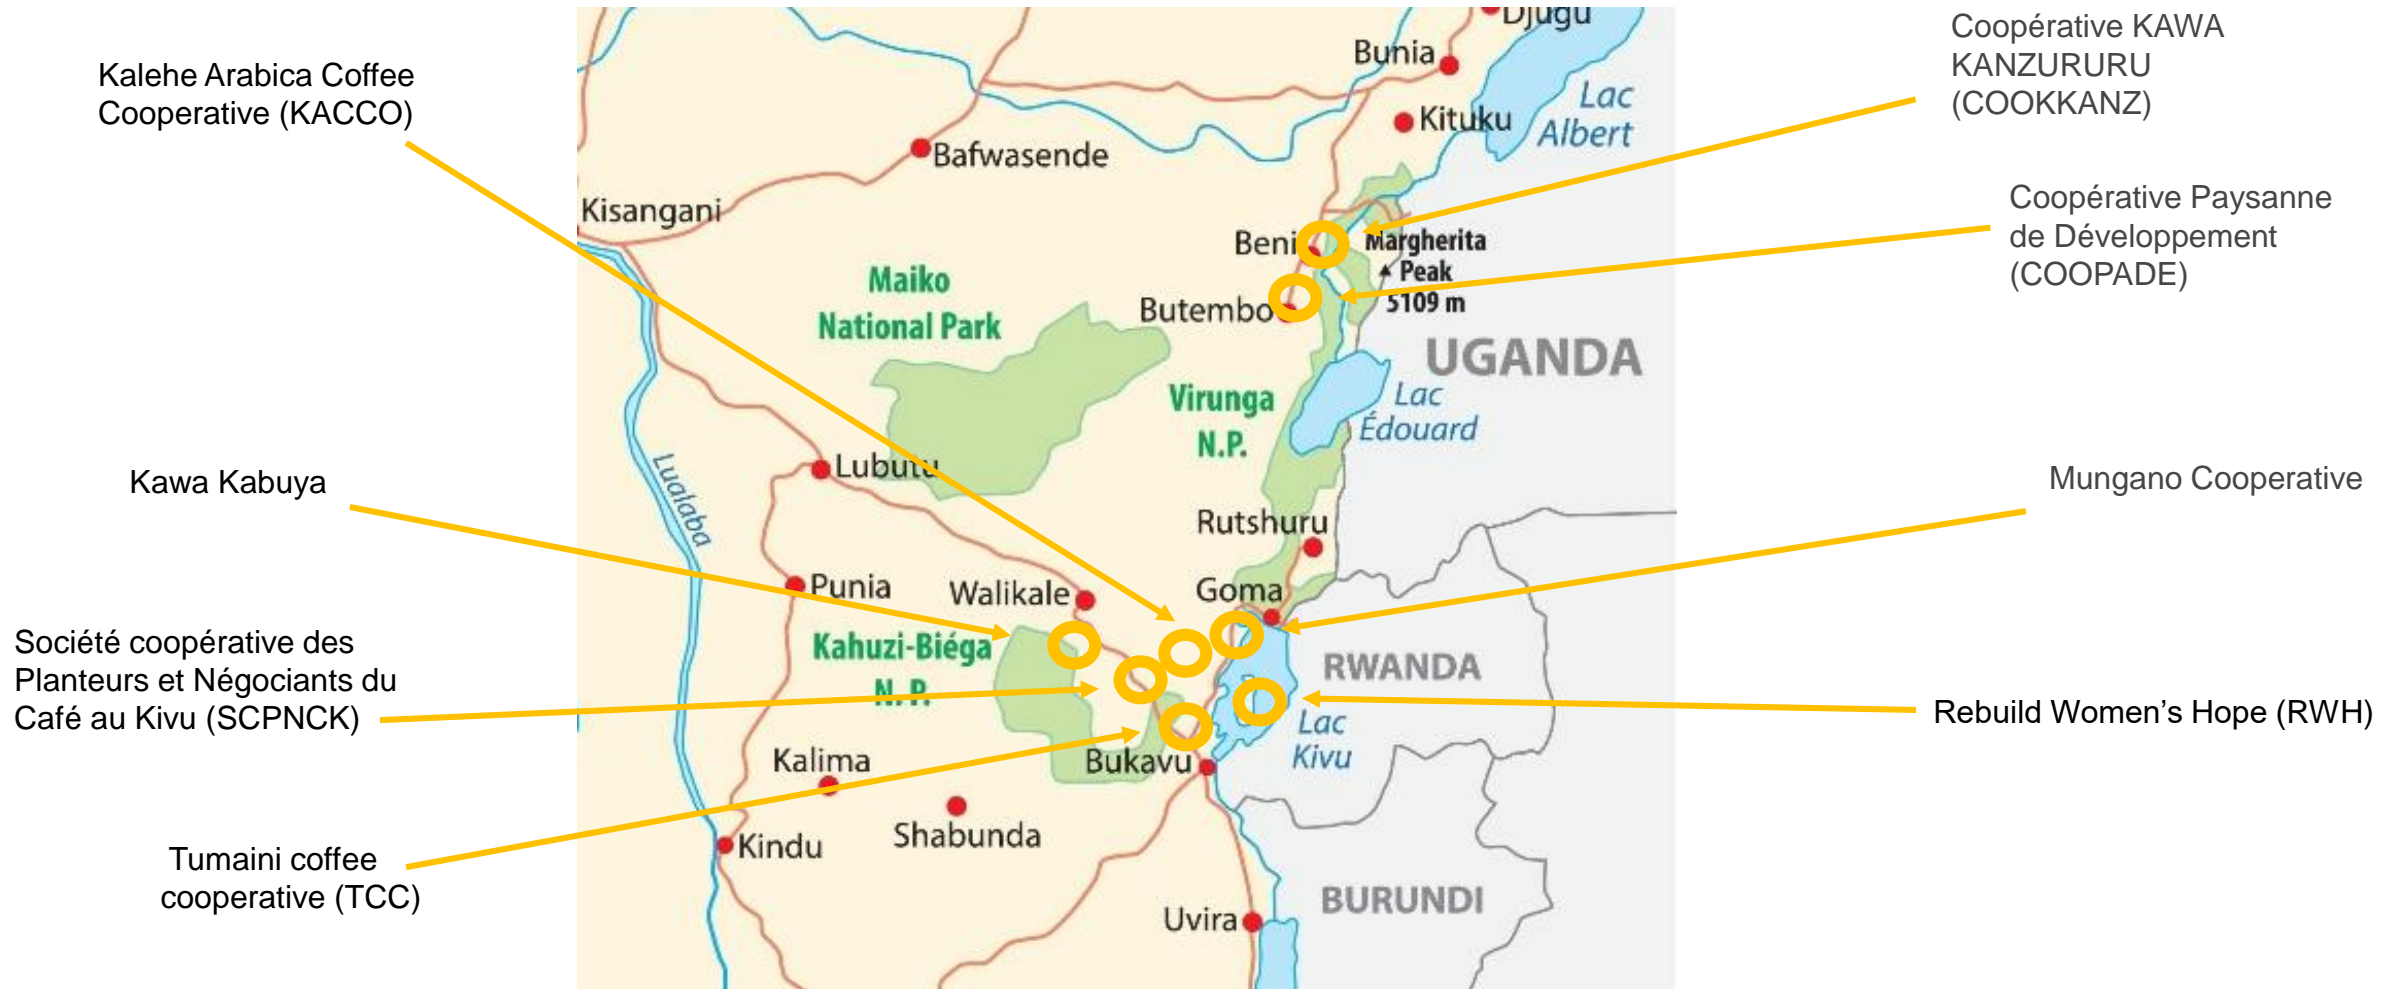 Kalehe Arabica Coffee
Cooperative (KACCO)
Kawa Kabuya
Société coopérative des
Planteurs et Négociants du
Café au Kivu (SCPNCK)
Tumaini coffee
cooperative (TCC)
Djugu
Bunia
Kituku
Lac
Albert
Bafwasende
Kisangani
Beni
Margherita
Peak
5109 m
Butembo
Maiko
National Park
UGANDA
Virunga
N.P.
Lac
Édouard
Lubutu
Lualaba
Rutshuru
Punia
Walikale
Goma
Kahuzi-Biéga
N.P.
RWANDA
Lac
Kivu
Kalima
Bukavu
Shabunda
Kindu
BURUNDI
Uvira
Coopérative KAWA
KANZURURU
(COOKKANZ)
Coopérative Paysanne
de Développement
(COOPADE)
Mungano Cooperative
Rebuild Women’s Hope (RWH)